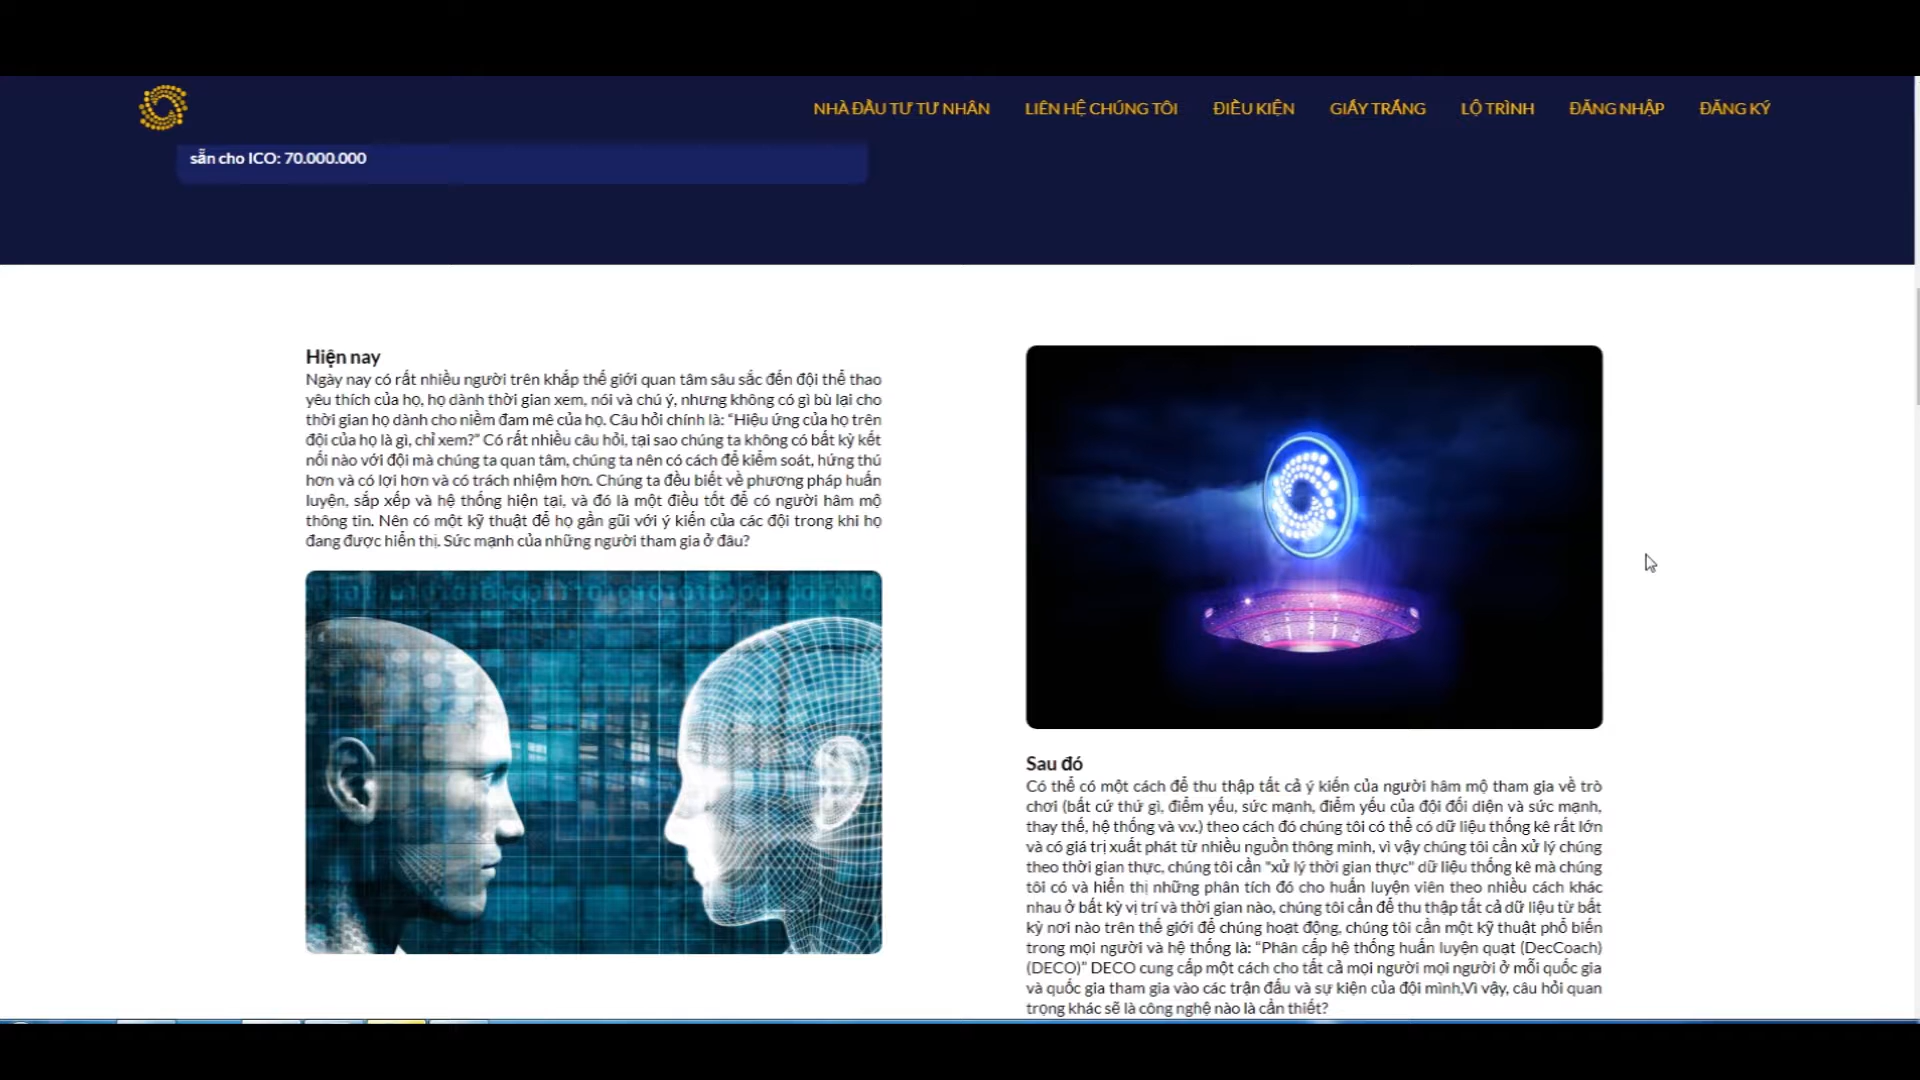 NHÀ ĐẦU TƯ TƯ NHÂN LIÊN HỆ CHÚNG TÔI ĐIỀU KIỆN GIẤY TRẮNG LỘ TRÌNH ĐĂNG NHẬP ĐĂNG KÝ
sẵn cho ICO: 70.000.000
Hiện nay
Ngày nay có rất nhiều người trên khắp thế giới quan tâm sâu sắc đến đội thể thao
yêu thích của họ, họ dành thời gian xem, nói và chú ý, nhưng không có gì bù lại cho
thời gian họ dành cho niềm đam mê của họ. Câu hỏi chính là: “Hiệu ứng của họ trên
đội của họ là gì, chỉ xem?” Có rất nhiều câu hỏi, tại sao chúng ta không có bất kỳ kết
nối nào với đội mà chúng ta quan tâm, chúng ta nên có cách để kiểm soát, hứng thú
hơn và có lợi hơn và có trách nhiệm hơn. Chúng ta đều biết về phương pháp huấn
luyện, sắp xếp và hệ thống hiện tại, và đó là một điều tốt để có người hâm mộ
thông tin. Nên có một kỹ thuật để họ gần gũi với ý kiến của các đội trong khi họ
đang được hiển thị. Sức mạnh của những người tham gia ở đâu?
Sau đó
Có thể có một cách để thu thập tất cả ý kiến của người hâm mộ tham gia về trò
chơi (bất cứ thứ gì, điểm yếu, sức mạnh, điểm yếu của đội đối diện và sức mạnh,
thay thế, hệ thống và v.v.) theo cách đó chúng tôi có thể có dữ liệu thống kê rất lớn
và có giá trị xuất phát từ nhiều nguồn thông minh, vì vậy chúng tôi cần xử lý chúng
theo thời gian thực, chúng tôi cần "xử lý thời gian thực" dữ liệu thống kê mà chúng
tôi có và hiển thị những phân tích đó cho huấn luyện viên theo nhiều cách khác
nhau ở bất kỳ vị trí và thời gian nào, chúng tôi cần để thu thập tất cả dữ liệu từ bất
kỳ nơi nào trên thế giới để chúng hoạt động, chúng tôi cần một kỹ thuật phổ biến
trong mọi người và hệ thống là: “Phân cấp hệ thống huấn luyện quạt (DecCoach)
(DECO)” DECO cung cấp một cách cho tất cả mọi người mọi người ở mỗi quốc gia
và quốc gia tham gia vào các trận đấu và sự kiện của đội mình,Vì vậy, câu hỏi quan
trọng khác sẽ là công nghệ nào là cần thiết?